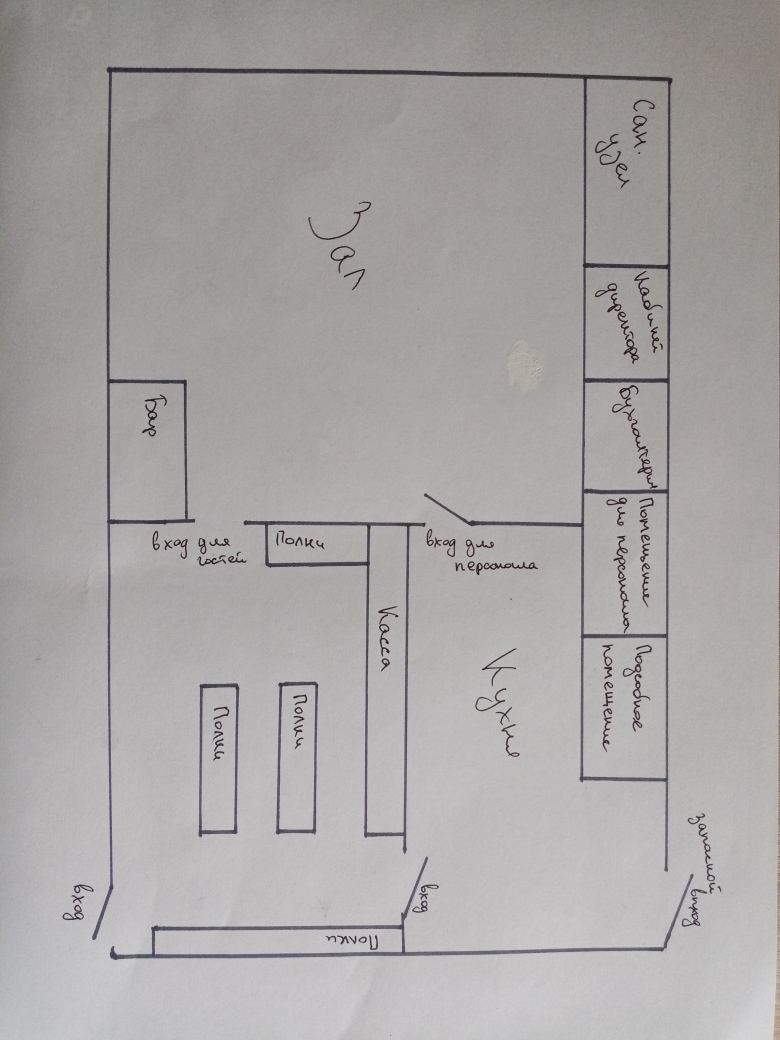 Сан.
узел
Кабинет
директора
Бухгалтерия
Помещение
для персонала
Подсобное
помещение
запасной
выход
Зал
Бар
вход для
гостей
Полки
вход для
персонала
Касса
Кухня
Полки
Полки
вход
вход
Полки